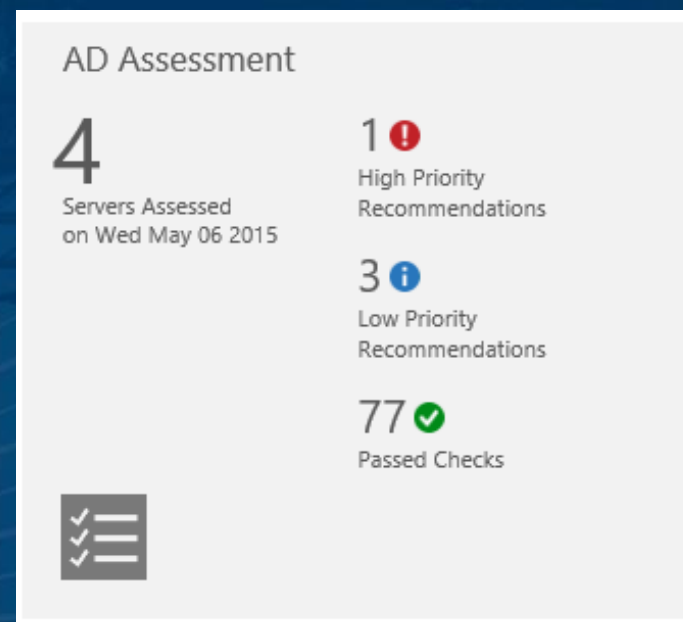 AD Assessment
4
Servers Assessed
on Wed May 06 2015
1
High Priority
Recommendations
3
Low Priority
Recommendations
77
Passed Checks